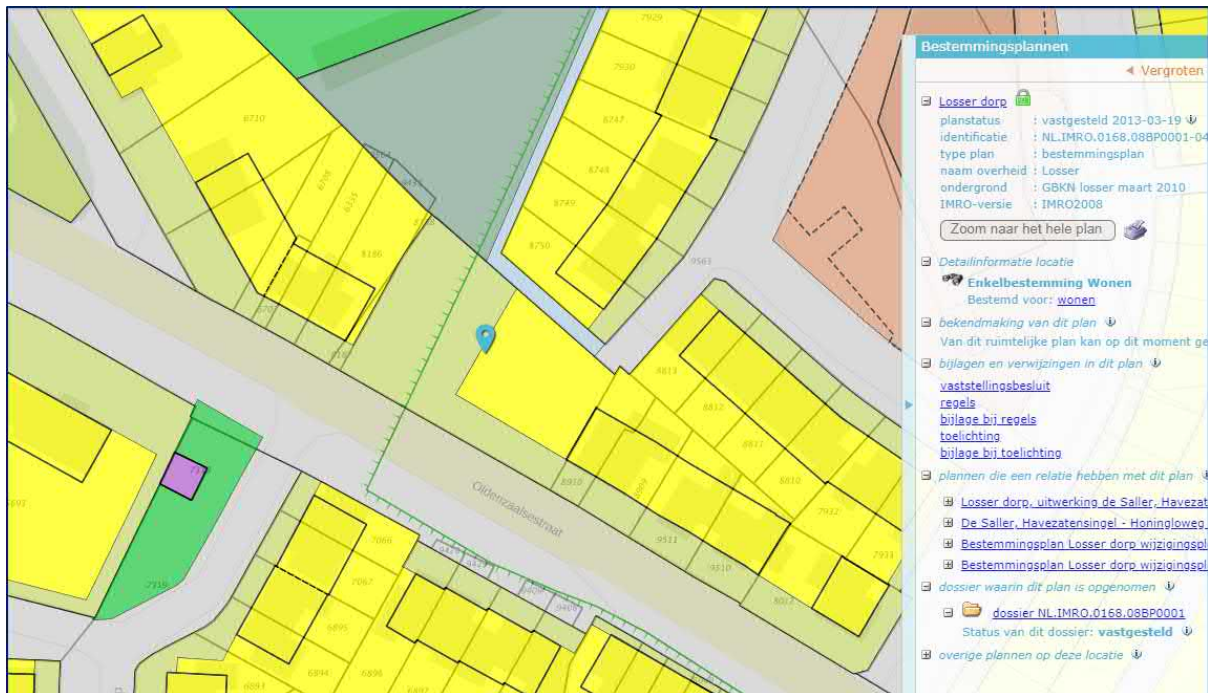 Bestemmingsplannen
Vergroten
Losser dorp
planstatus : vastgesteld 2013-03-19
identificatie : NL.IMRO.0168.08BP0001-04
type plan : bestemmingsplan
naam overheid : Losser
ondergrond : GBKN losser maart 2010
IMRO-versie : IMRO2008
Zoom naar het hele plan
Detailinformatie locatie
Enkelbestemming Wonen
Bestemd voor: wonen
bekendmaking van dit plan
Van dit ruimtelijke plan kan op dit moment ge
bijlagen en verwijzingen in dit plan
vaststellingsbesluit
regels
bijlage bij regels
toelichting
bijlage bij toelichting
plannen die een relatie hebben met dit plan
Losser dorp, uitwerking de Saller, Havezat
De Saller, Havezatensingel - Honingloweg
Bestemmingsplan Losser dorp wijzigingspl
Bestemmingsplan Losser dorp wijzigingspl
dossier waarin dit plan is opgenomen
dossier NL.IMRO.0168.08BP0001
Status van dit dossier: vastgesteld
overige plannen op deze locatie
Oldenzaalsestraat
7929
7930
6710
8747
8748
8749
8750
8186
9563
8813
8812
8811
8810
7932
7933
8910
9511
9510
8012
7066
7067
6895
6894
6896
6893